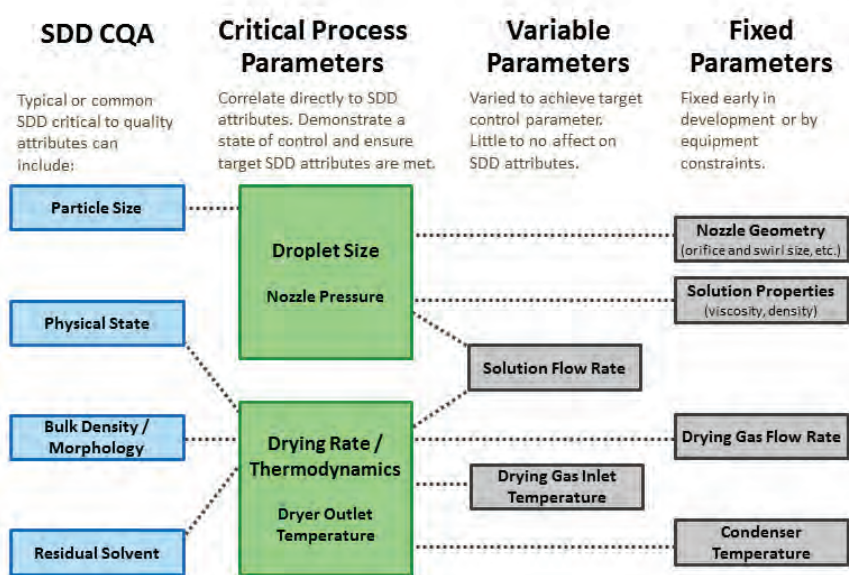 SDD CQA
Typical or common
SDD critical to quality
attributes can
include:
Critical Process
Parameters
Correlate directly to SDD
attributes. Demonstrate a
state of control and ensure
target SDD attributes are met.
Variable
Parameters
Varied to achieve target
control parameter.
Little to no affect on
SDD attributes.
Fixed
Parameters
Fixed early in
development or by
equipment
constraints.
Particle Size
Physical State
Bulk Density /
Morphology
Residual Solvent
Droplet Size
Nozzle Pressure
Drying Rate /
Thermodynamics
Dryer Outlet
Temperature
Solution Flow Rate
Drying Gas Inlet
Temperature
Nozzle Geometry
(orifice and swirl size, etc.)
Solution Properties
(viscosity, density)
Drying Gas Flow Rate
Condenser
Temperature